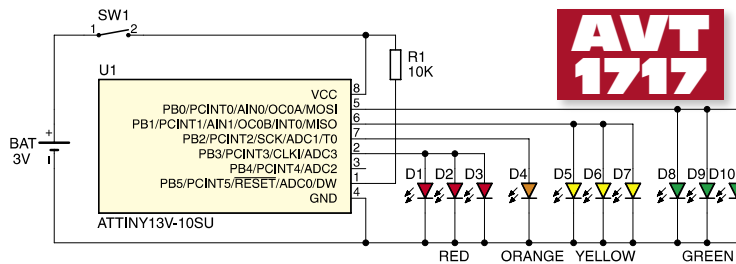 SW1
1 2
AVT
1717
R1
10K
U1
VCC 8
PB0/PCINT0/AIN0/OC0A/MOSI 5
PB1/PCINT1/AIN1/OC0B/INT0/MISO 6
PB2/PCINT2/SCK/ADC1/T0 7
PB3/PCINT3/CLKI/ADC3 2
PB4/PCINT4/ADC2 3
PB5/PCINT5/RESET/ADC0/DW 1
GND 4
ATTINY13V-10SU
BAT
3V
+
D1 D2 D3 D4 D5 D6 D7 D8 D9 D10
RED ORANGE YELLOW GREEN